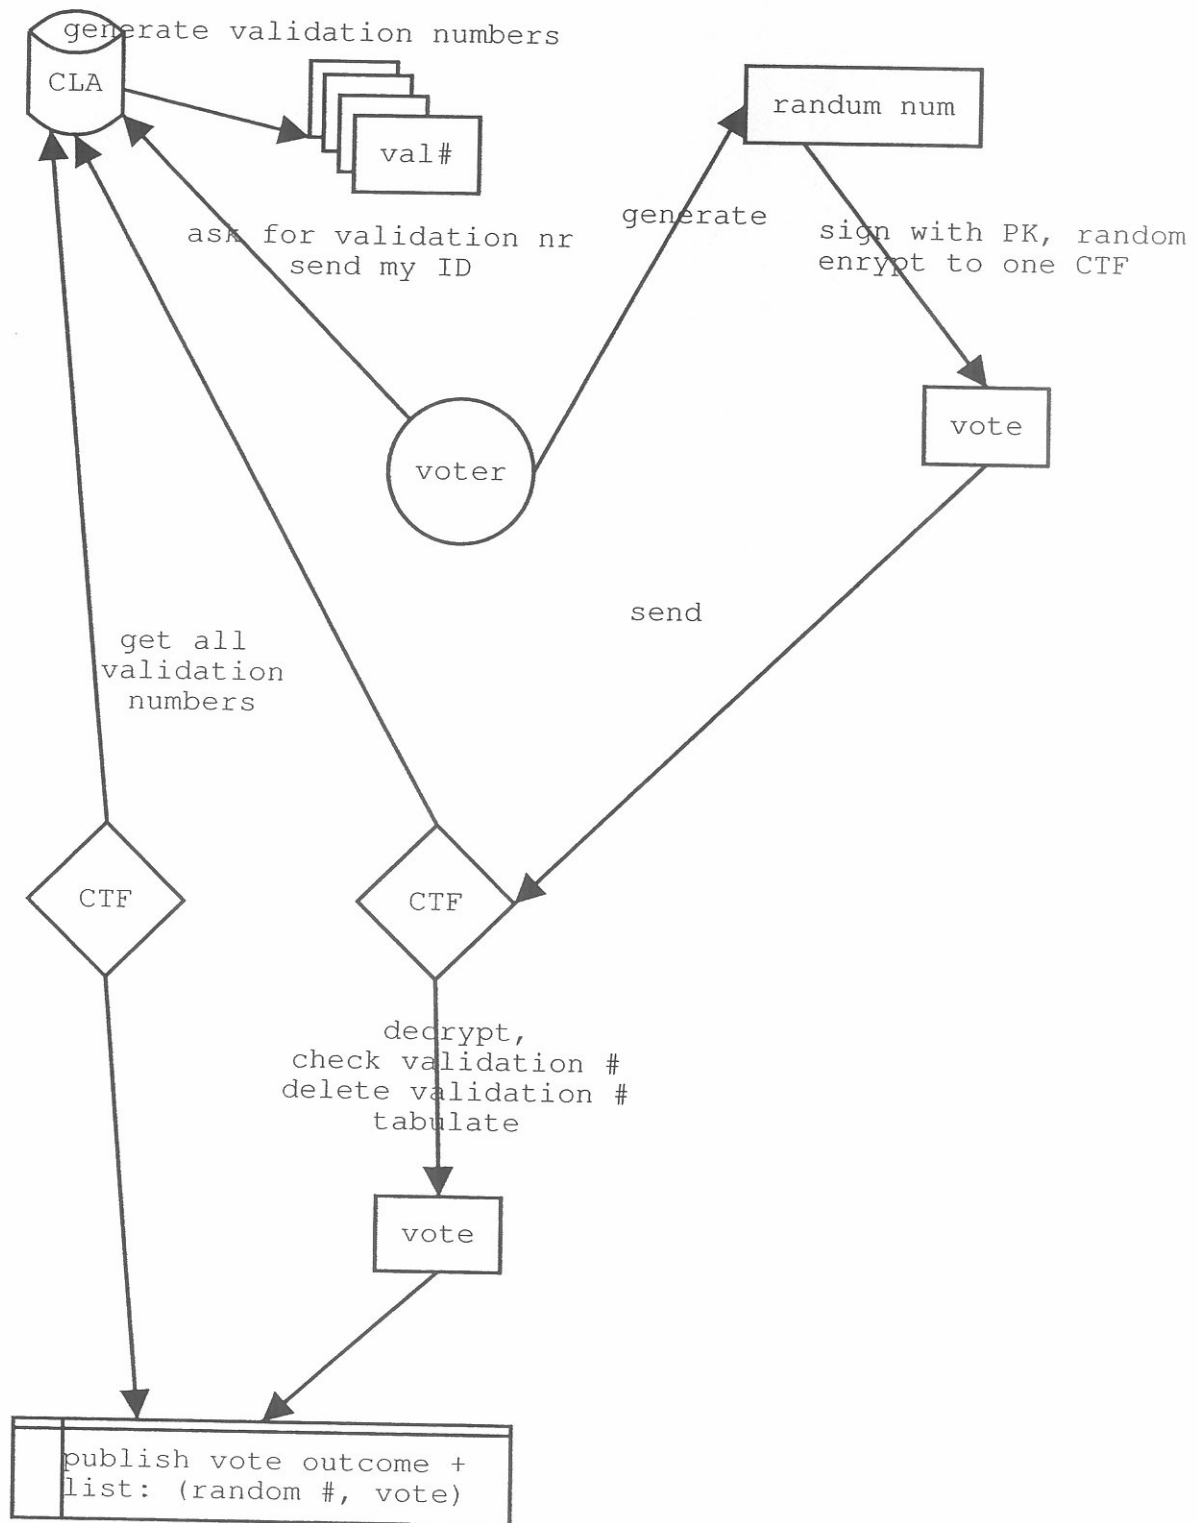 generate validation numbers
CLA
val#
randum num
ask for validation nr
send my ID
generate
sign with PK, random
enrypt to one CTF
vote
voter
send
get all
validation
numbers
CTF
CTF
decrypt,
check validation #
delete validation #
tabulate
vote
publish vote outcome +
list: (random #, vote)